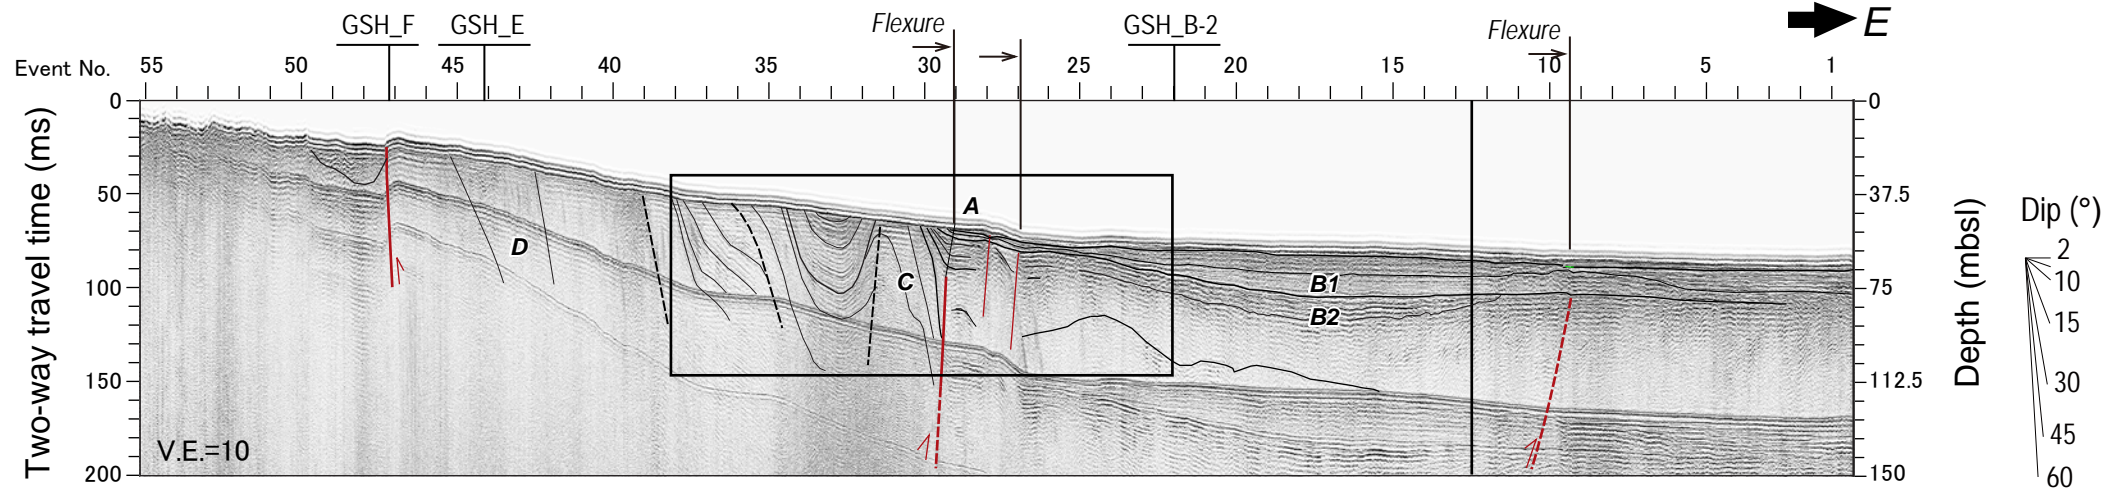 GSH_F GSH_E Flexure GSH_B-2 Flexure E
Event No. 55 50 45 40 35 30 25 20 15 10 5 1
Two-way travel time (ms)
0 50 100 150 200
A
B1
B2
C
D
V.E.=10
0 37.5 75 112.5 150
Depth (mbsl)
Dip (°)
2
10
15
30
45
60